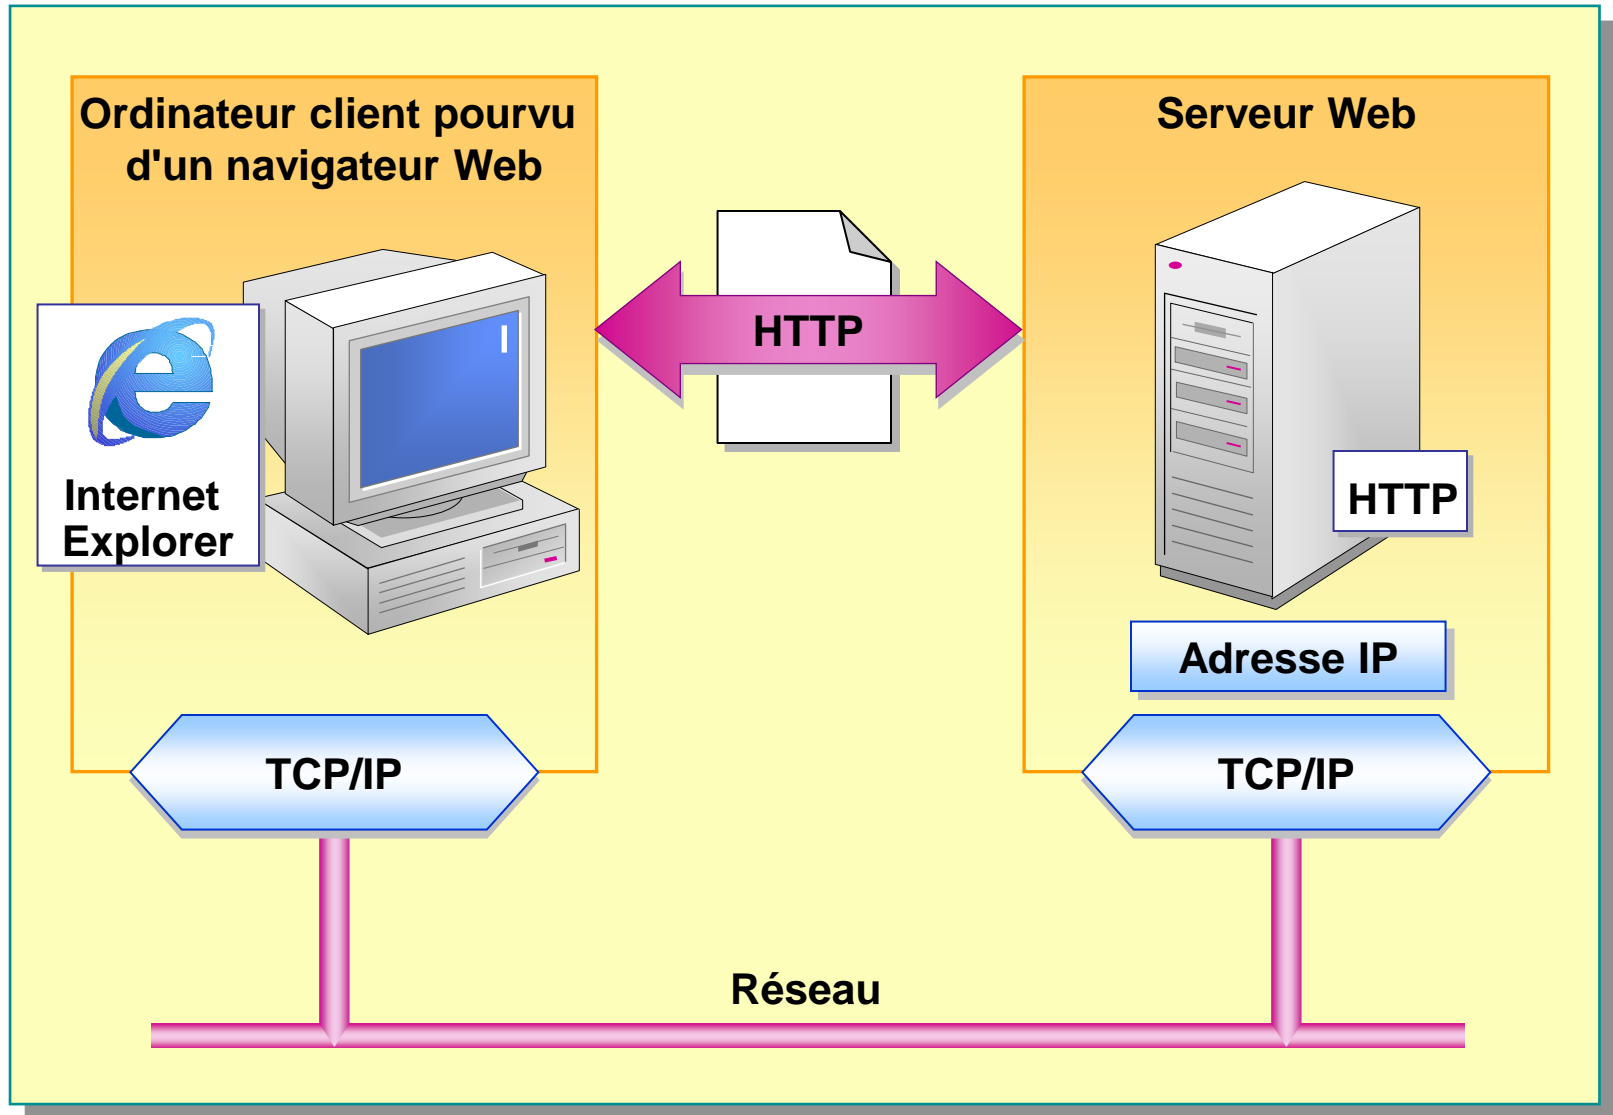 Ordinateur client pourvu
d'un navigateur Web
Serveur Web
HTTP
Internet
Explorer
HTTP
Adresse IP
TCP/IP
TCP/IP
Réseau